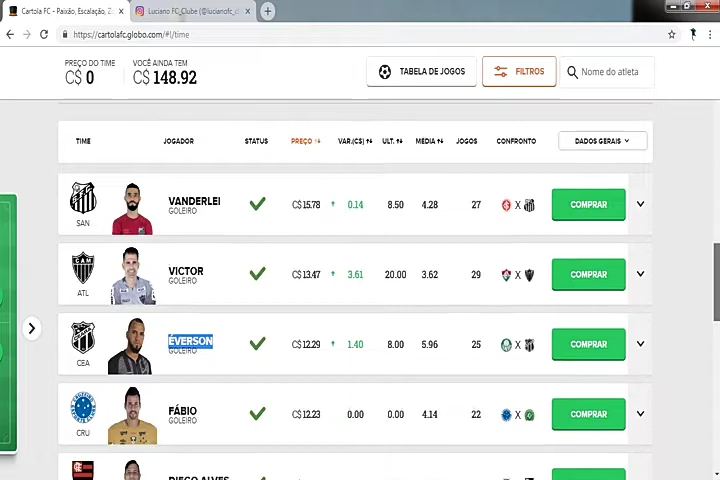 Cartola FC - Paixão, Escalação, Z
Luciano FC_Clube (@lucianofc_c
https://cartolafc.globo.com/#!/time
PREÇO DO TIME
C$ 0
VOCÊ AINDA TEM
C$ 148.92
TABELA DE JOGOS
FILTROS
Nome do atleta
TIME JOGADOR STATUS PREÇO VAR.(C$) ULT. MÉDIA JOGOS CONFRONTO DADOS GERAIS
SAN
VANDERLEI
GOLEIRO
C$ 15.78 0.14 8.50 4.28 27 X COMPRAR
ATL
VICTOR
GOLEIRO
C$ 13.47 3.61 20.00 3.62 29 X COMPRAR
CEA
ÉVERSON
GOLEIRO
C$ 12.29 1.40 8.00 5.96 25 X COMPRAR
CRU
FÁBIO
GOLEIRO
C$ 12.23 0.00 0.00 4.14 22 X COMPRAR
DIEGO ALVES